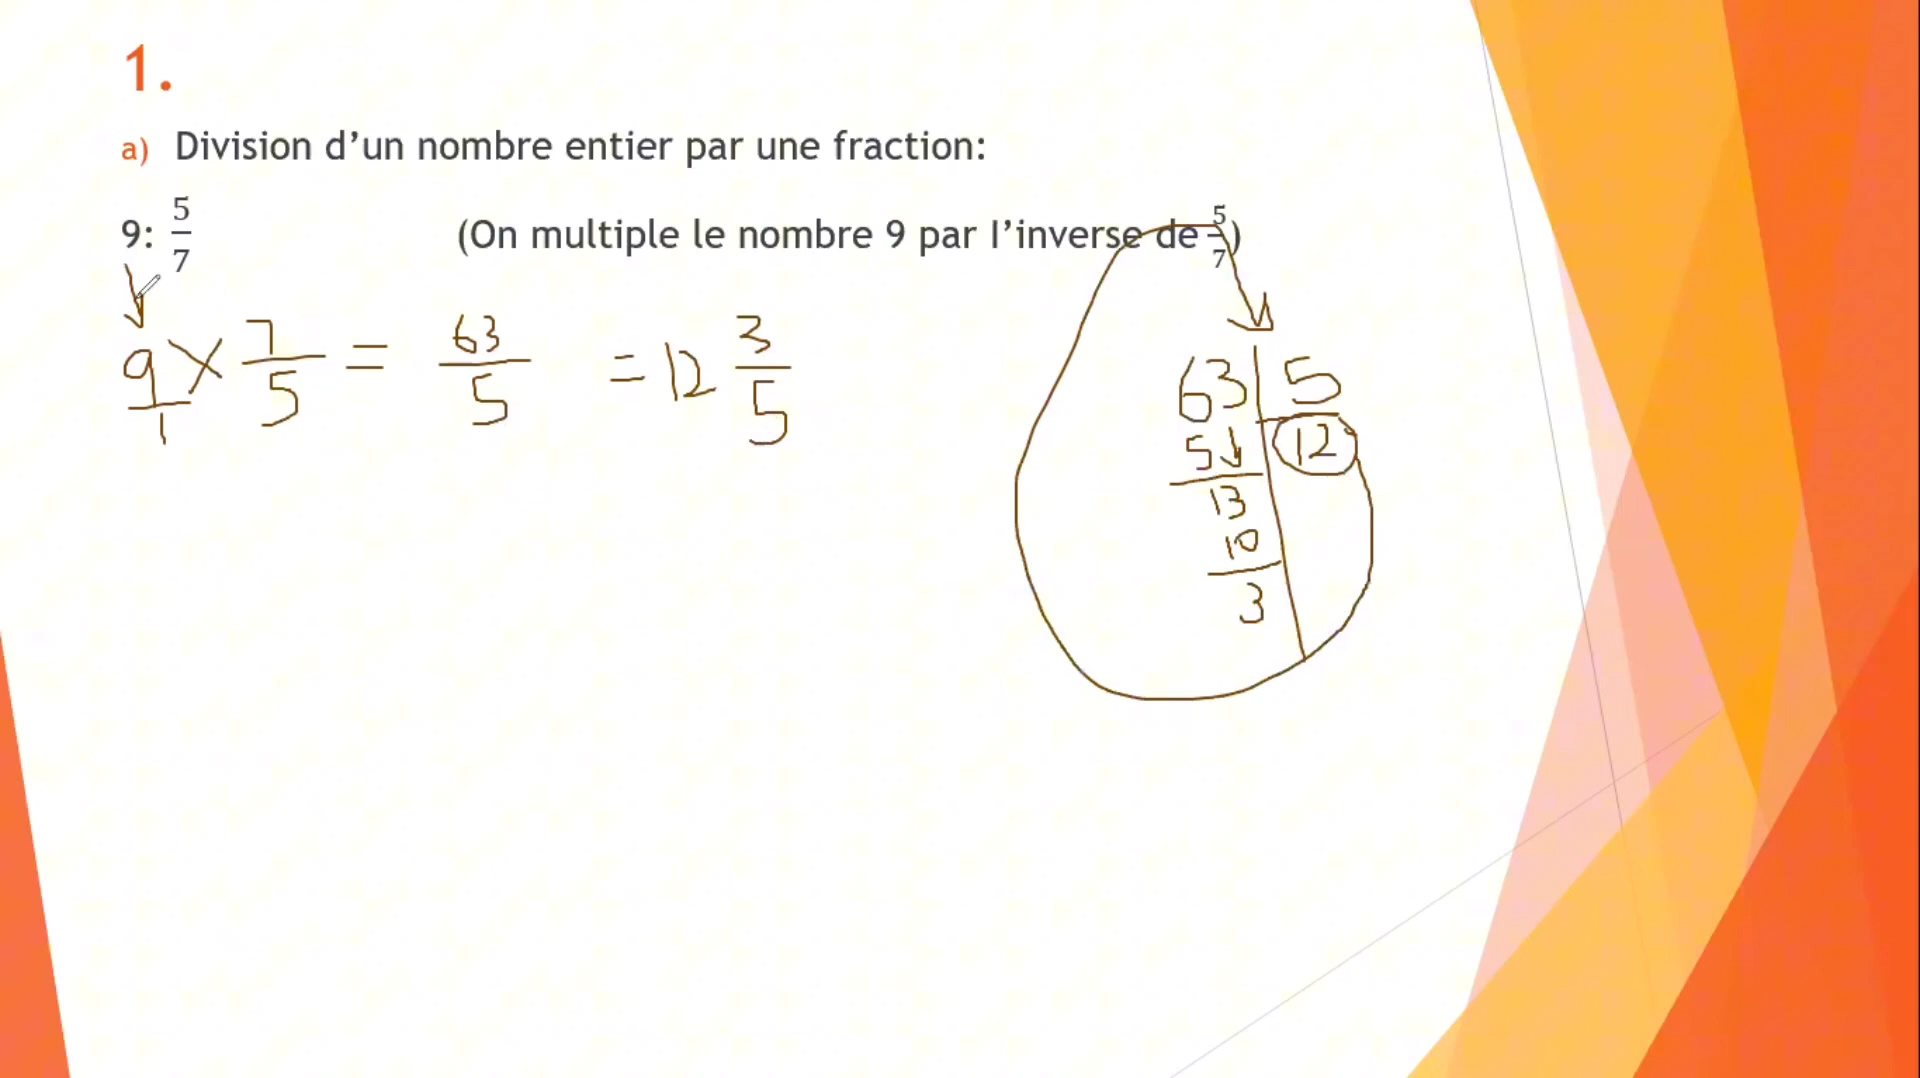 1.
a) Division d’un nombre entier par une fraction:
9: 5/7 (On multiple le nombre 9 par l’inverse de 5/7)
9/1 × 7/5 = 63/5 = 12 3/5
63 | 5
5 | 12
13
10
3